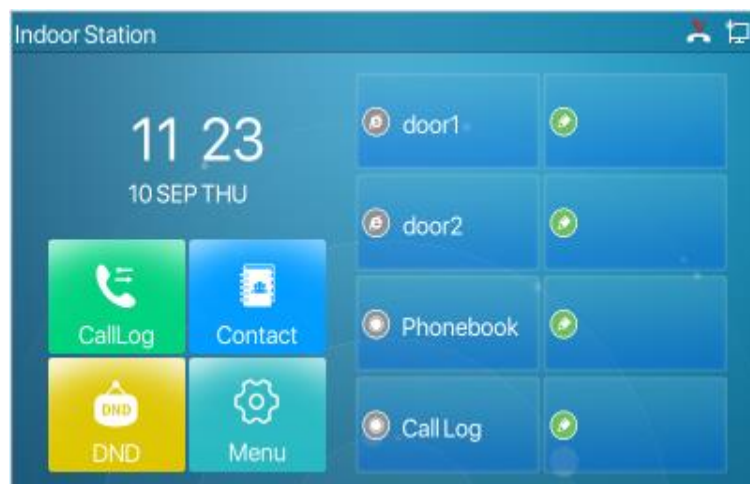 Indoor Station
11 23
10 SEP THU
CallLog
Contact
DND
DND
Menu
door1
door2
Phonebook
Call Log